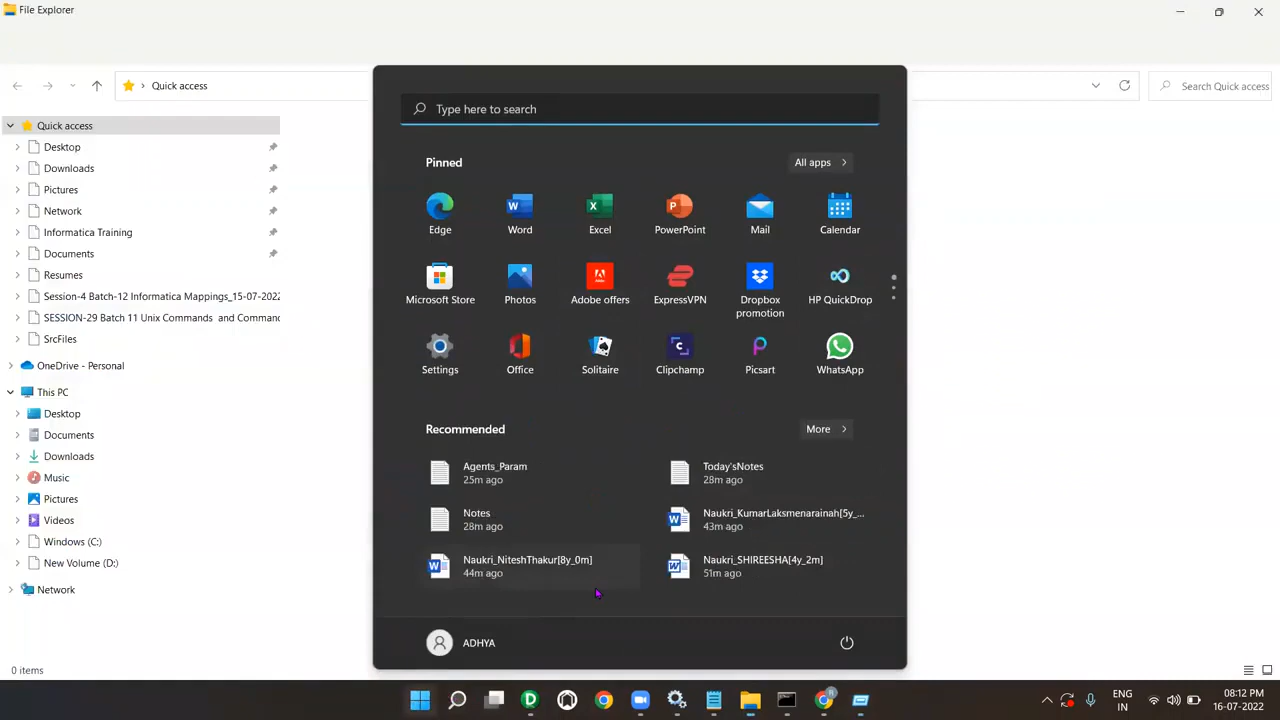 File Explorer
Quick access
Search Quick access
Quick access
Desktop
Downloads
Pictures
Network
Informatica Training
Documents
Resumes
Session-4 Batch-12 Informatica Mappings_15-07-2022
SESSION-29 Batch 11 Unix Commands and Command
SrcFiles
OneDrive - Personal
This PC
Desktop
Documents
Downloads
Music
Pictures
Videos
Windows (C:)
New Volume (D:)
Network
0 items
Type here to search
Pinned
All apps
Edge
Word
Excel
PowerPoint
Mail
Calendar
Microsoft Store
Photos
Adobe offers
ExpressVPN
Dropbox promotion
HP QuickDrop
Settings
Office
Solitaire
Clipchamp
Picsart
WhatsApp
Recommended
More
Agents_Param
25m ago
Today'sNotes
28m ago
Notes
28m ago
Naukri_KumarLaksmenarainah[5y_...
43m ago
Naukri_NiteshThakur[8y_0m]
44m ago
Naukri_SHIREESHA[4y_2m]
51m ago
ADHYA
ENG
IN
08:12 PM
16-07-2022